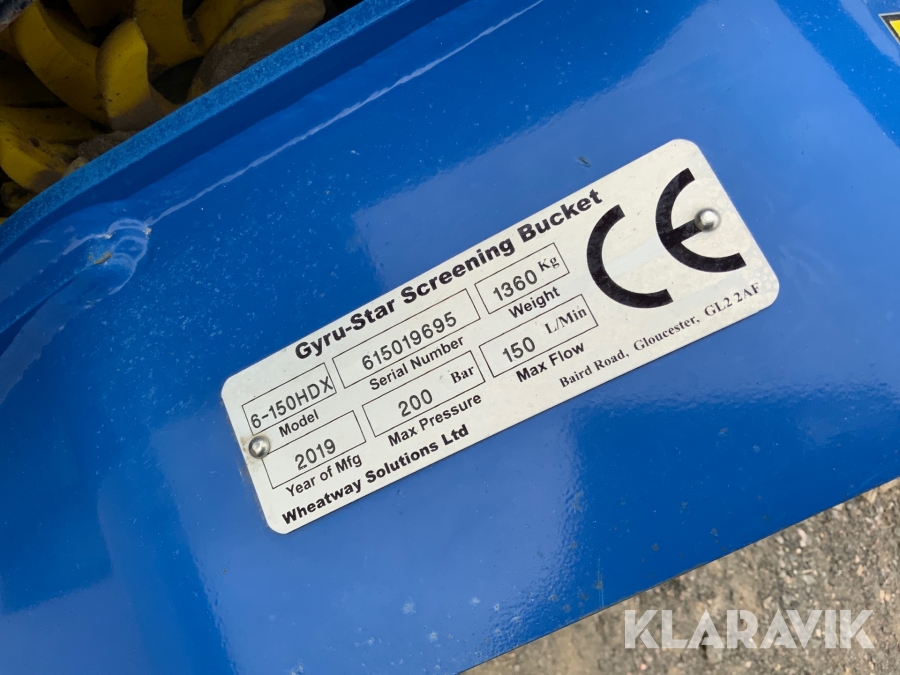 Gyru-Star Screening Bucket
CE
6-150HDX
Model
615019695
Serial Number
1360 Kg
Weight
2019
Year of Mfg
200 Bar
Max Pressure
150 L/Min
Max Flow
Wheatway Solutions Ltd
Baird Road, Gloucester, GL2 2AF
KLARAVIK